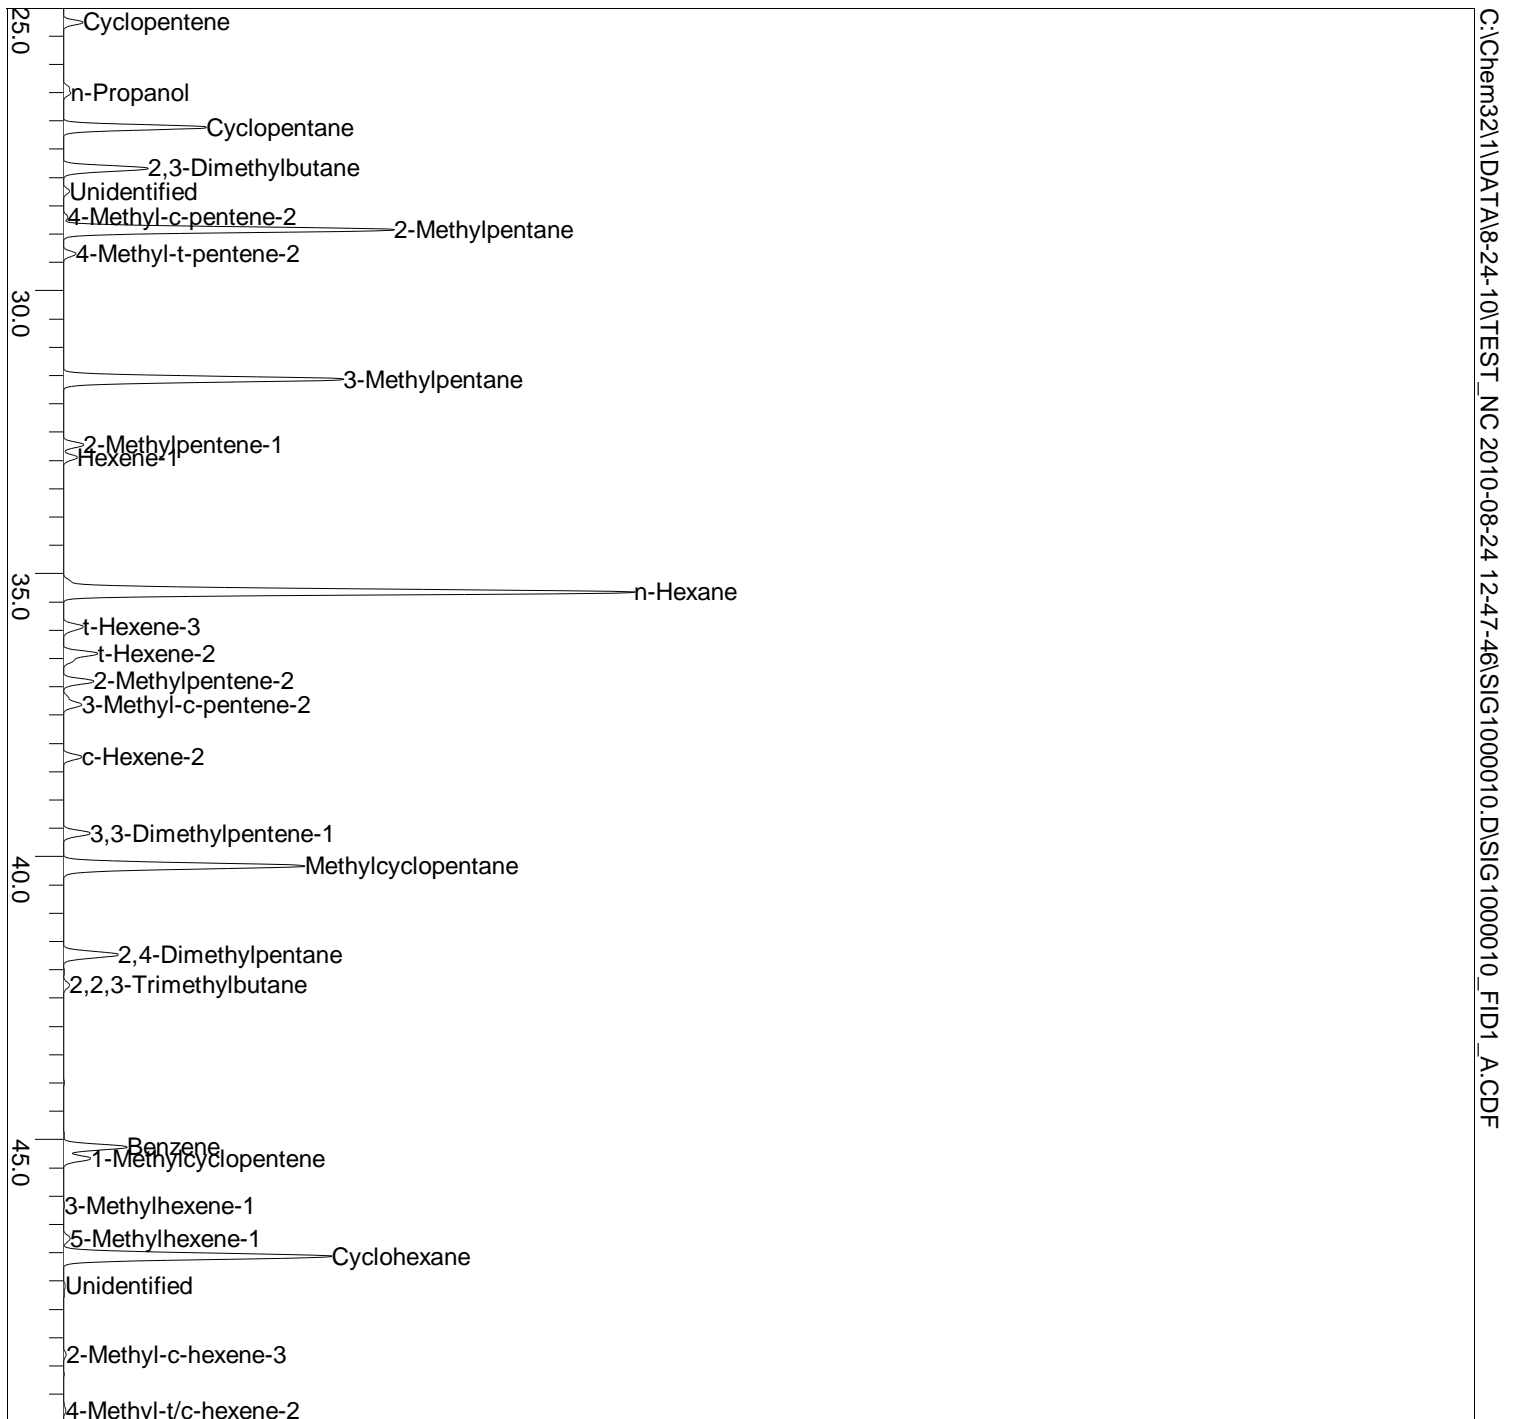 25.0
Cyclopentene
n-Propanol
Cyclopentane
2,3-Dimethylbutane
Unidentified
4-Methyl-c-pentene-2
2-Methylpentane
4-Methyl-t-pentene-2
30.0
3-Methylpentane
2-Methylpentene-1
Hexene-1
35.0
n-Hexane
t-Hexene-3
t-Hexene-2
2-Methylpentene-2
3-Methyl-c-pentene-2
c-Hexene-2
3,3-Dimethylpentene-1
40.0
Methylcyclopentane
2,4-Dimethylpentane
2,2,3-Trimethylbutane
45.0
Benzene
1-Methylcyclopentene
3-Methylhexene-1
5-Methylhexene-1
Cyclohexane
Unidentified
2-Methyl-c-hexene-3
4-Methyl-t/c-hexene-2
C:\Chem32\1\DATA\8-24-10\TEST_NC 2010-08-24 12-47-46\SIG1000010.D\SIG1000010_FID1_A.CDF